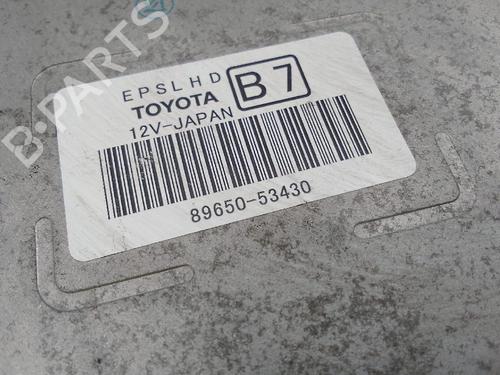 B-PARTS
EPSLHD
TOYOTA
B7
12V-JAPAN
89650-53430